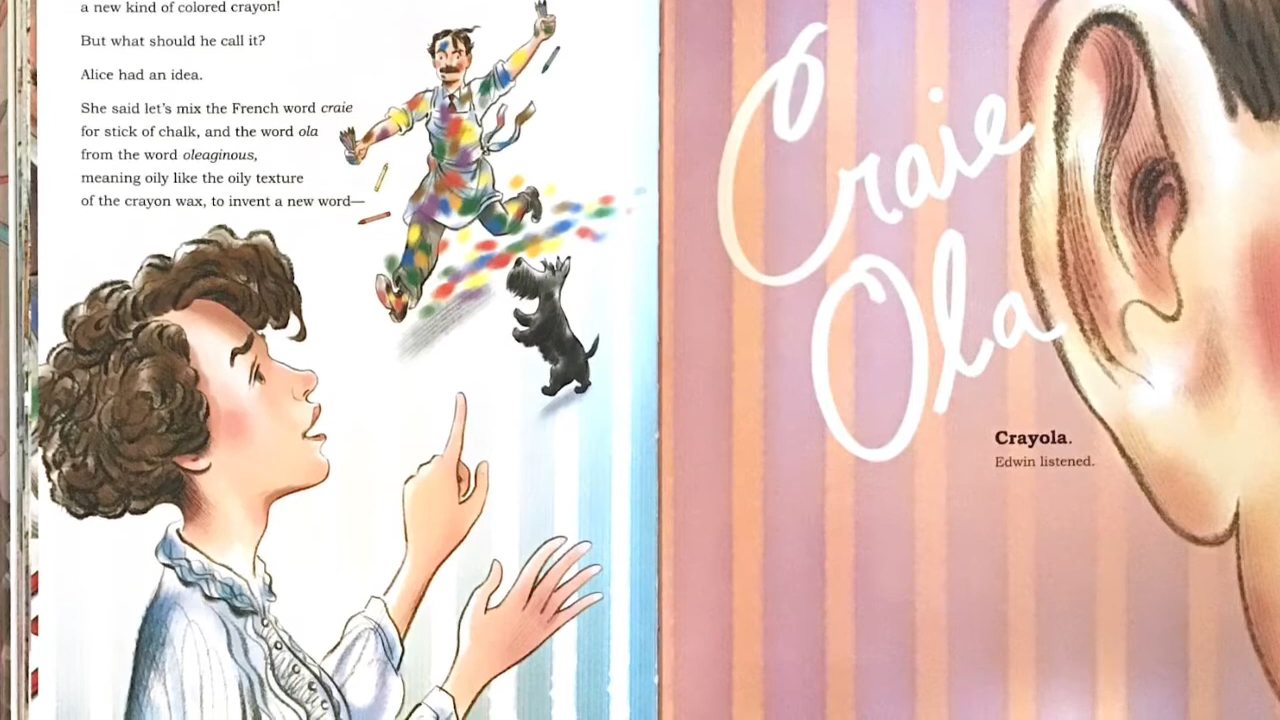 a new kind of colored crayon!
But what should he call it?
Alice had an idea.
She said let's mix the French word craie
for stick of chalk, and the word ola
from the word oleaginous,
meaning oily like the oily texture
of the crayon wax, to invent a new word—
Craie
Ola
Crayola.
Edwin listened.